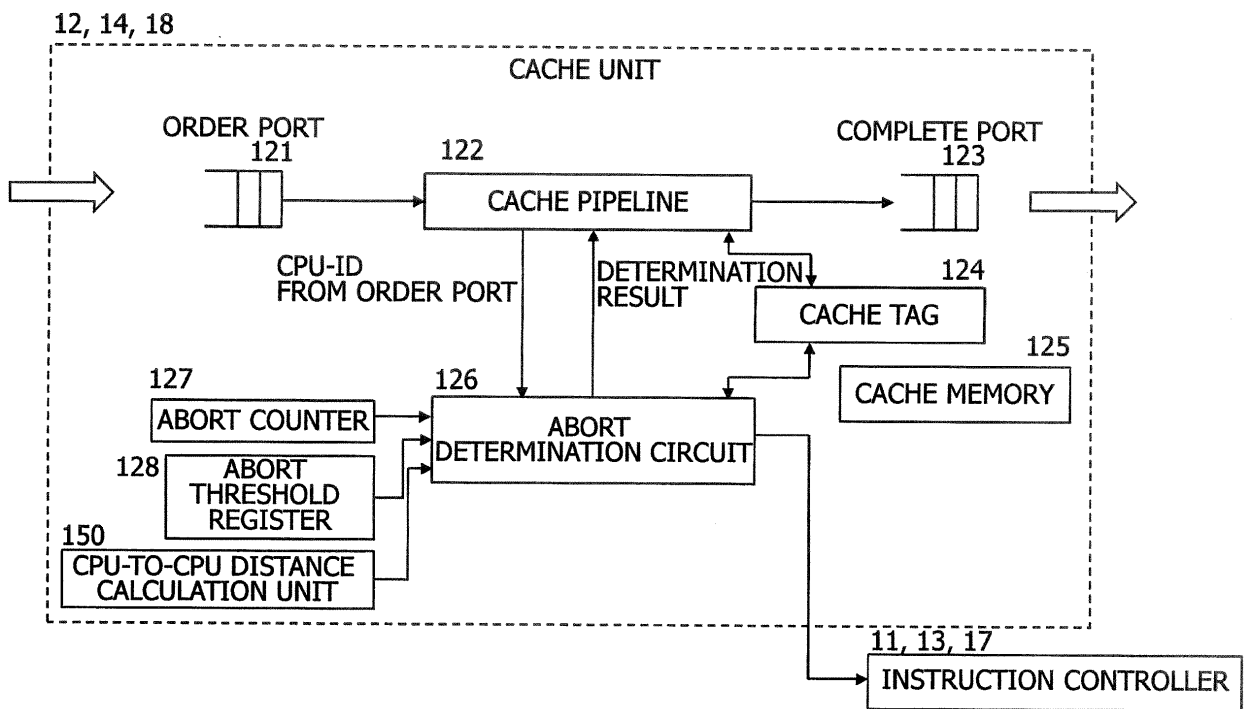 12, 14, 18
CACHE UNIT
ORDER PORT
121
122
CACHE PIPELINE
COMPLETE PORT
123
CPU-ID
FROM ORDER PORT
DETERMINATION
RESULT
124
CACHE TAG
125
CACHE MEMORY
127
ABORT COUNTER
126
ABORT
DETERMINATION CIRCUIT
128
ABORT
THRESHOLD
REGISTER
150
CPU-TO-CPU DISTANCE
CALCULATION UNIT
11, 13, 17
INSTRUCTION CONTROLLER